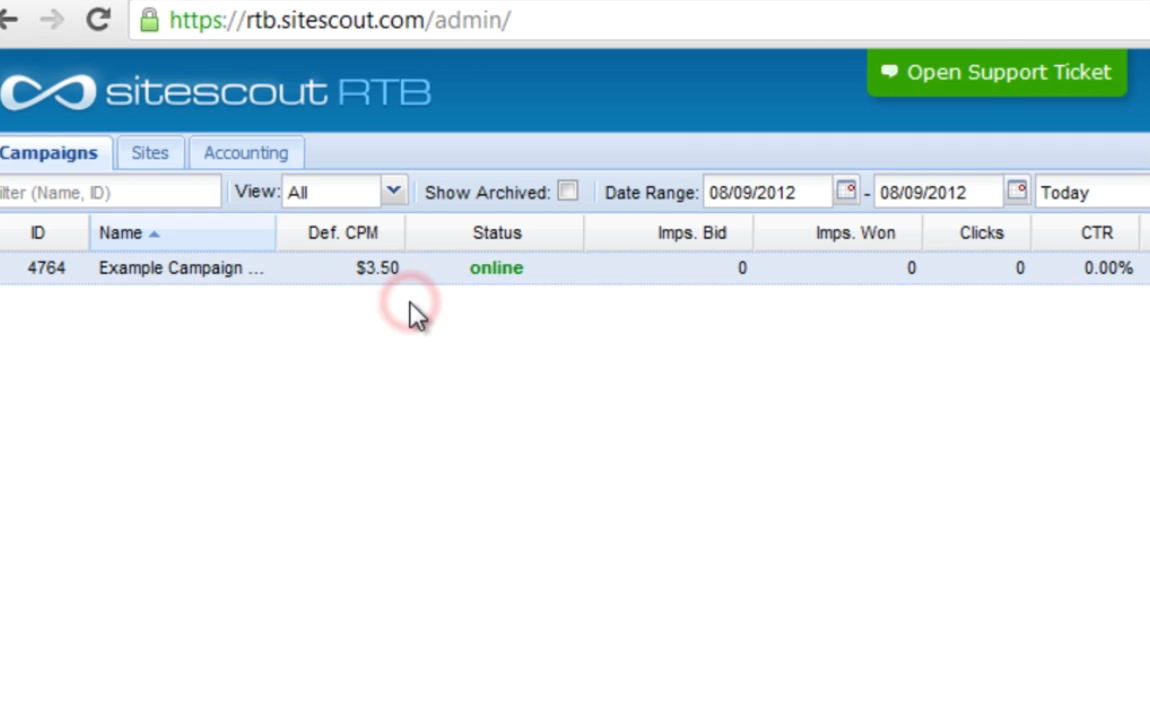 https://rtb.sitescout.com/admin/
sitescout RTB
Open Support Ticket
Campaigns Sites Accounting
ilter (Name, ID) View: All Show Archived: Date Range: 08/09/2012 - 08/09/2012 Today
ID Name Def. CPM Status Imps. Bid Imps. Won Clicks CTR
4764 Example Campaign ... $3.50 online 0 0 0 0.00%